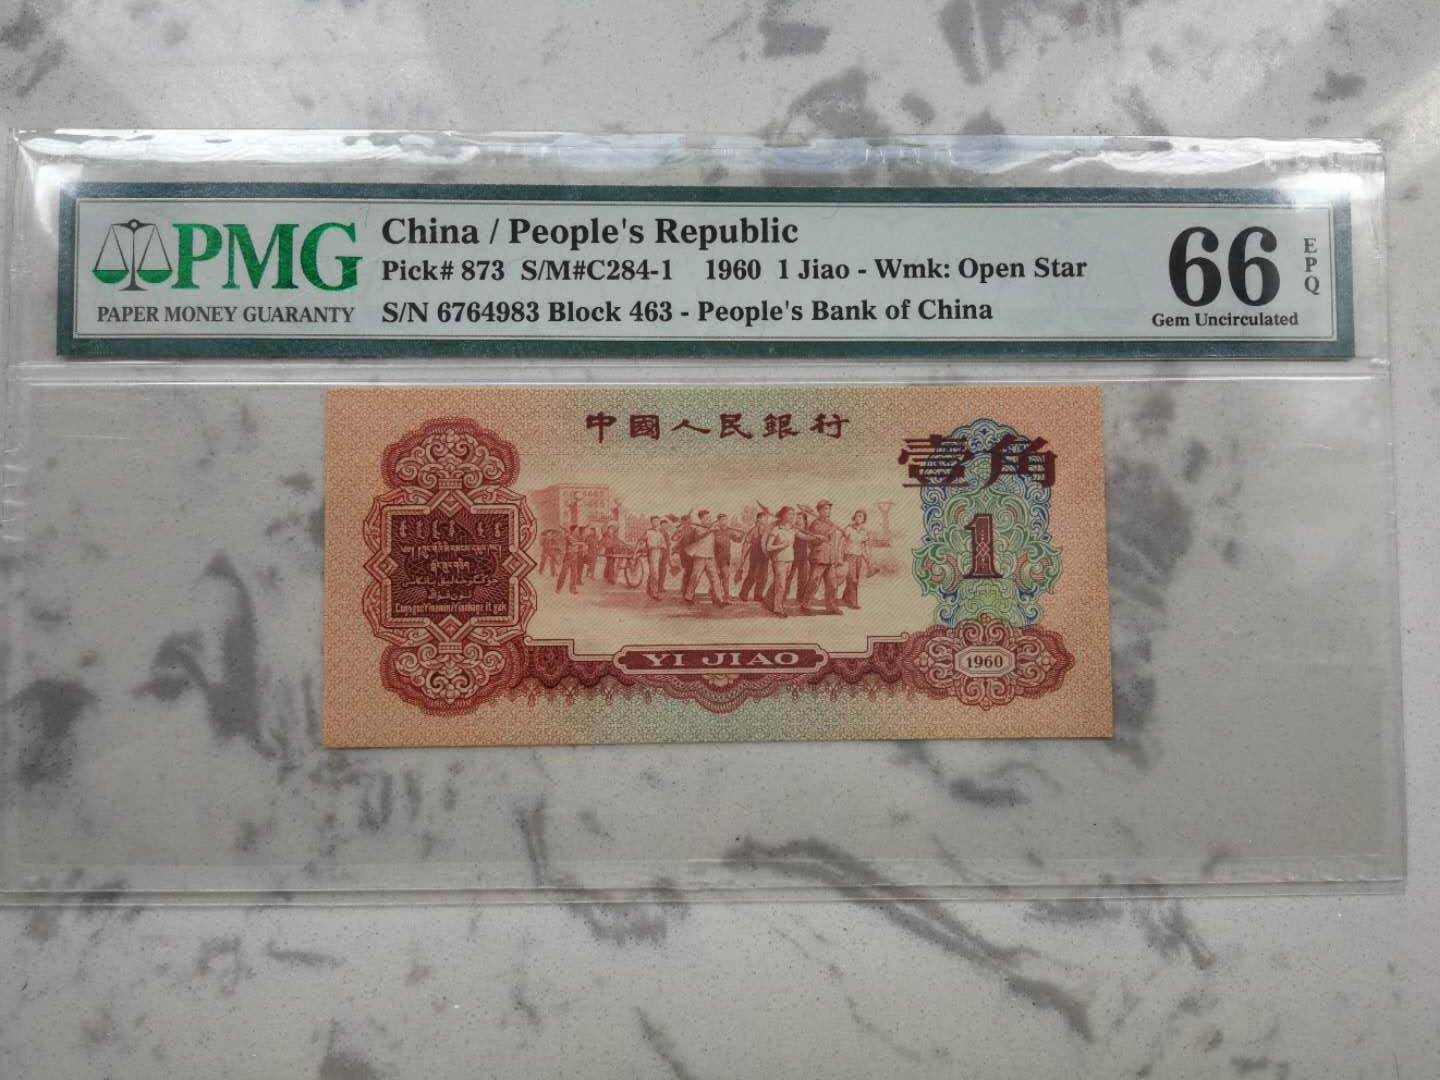 PMG
PAPER MONEY GUARANTY
China / People's Republic
Pick# 873 S/M#C284-1 1960 1 Jiao - Wmk: Open Star
S/N 6764983 Block 463 - People's Bank of China
66
EPQ
Gem Uncirculated
中國人民銀行
壹角
1
YI JIAO
1960